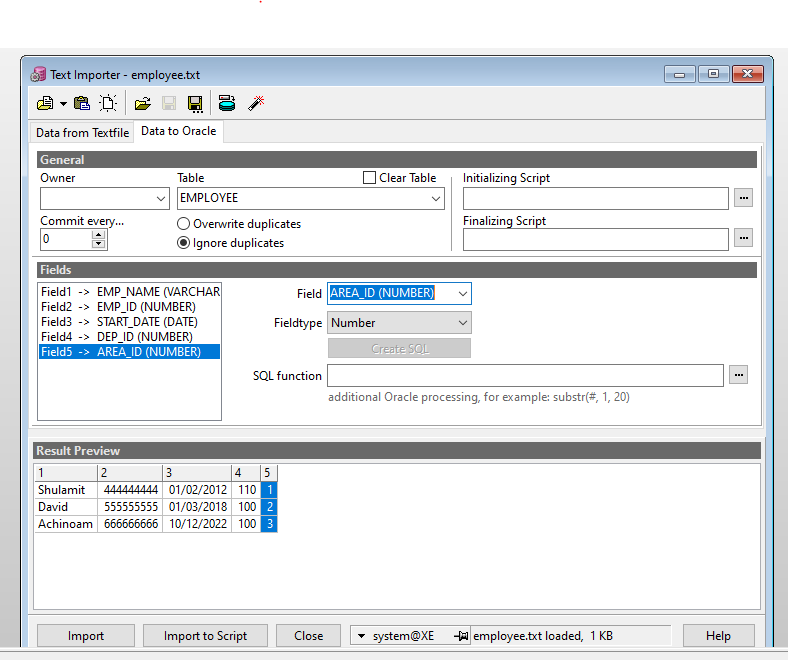 Text Importer - employee.txt
Data from Textfile Data to Oracle
General
Owner Table Clear Table Initializing Script
EMPLOYEE ...
Commit every... Overwrite duplicates Finalizing Script
0 Ignore duplicates ...
Fields
Field1 -> EMP_NAME (VARCHAR
Field2 -> EMP_ID (NUMBER)
Field3 -> START_DATE (DATE)
Field4 -> DEP_ID (NUMBER)
Field5 -> AREA_ID (NUMBER)
Field AREA_ID (NUMBER)
Fieldtype Number
Create SQL
SQL function ...
additional Oracle processing, for example: substr(#, 1, 20)
Result Preview
1 2 3 4 5
Shulamit 444444444 01/02/2012 110 1
David 555555555 01/03/2018 100 2
Achinoam 666666666 10/12/2022 100 3
Import Import to Script Close system@XE employee.txt loaded, 1 KB Help